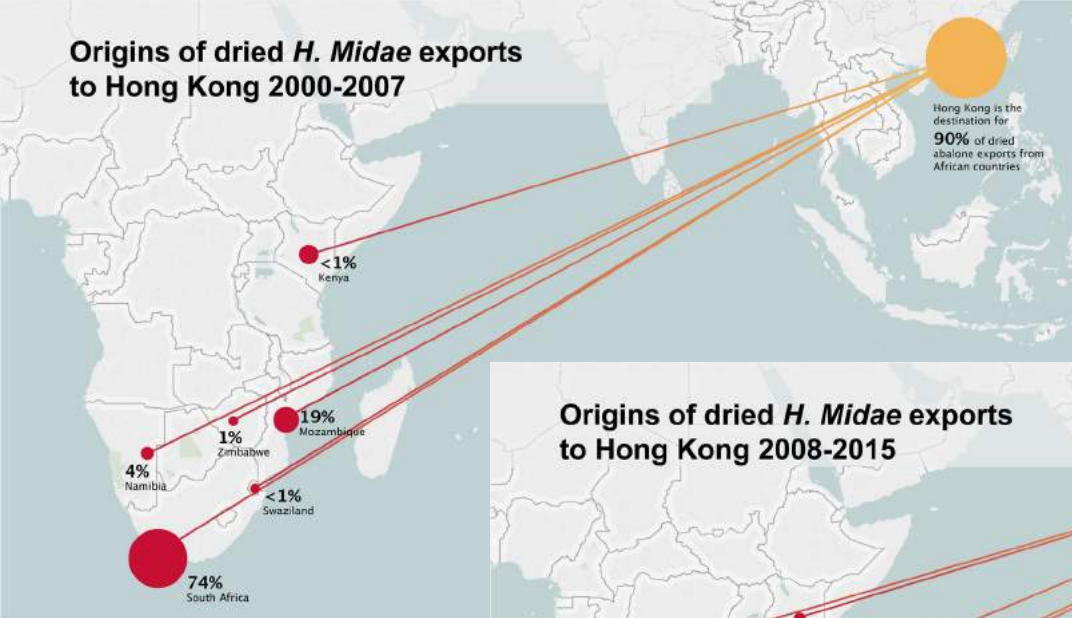 Origins of dried H. Midae exports
to Hong Kong 2000-2007
Hong Kong is the
destination for
90% of dried
abalone exports from
African countries
<1%
Kenya
19%
Mozambique
1%
Zimbabwe
4%
Namibia
<1%
Swaziland
74%
South Africa
Origins of dried H. Midae exports
to Hong Kong 2008-2015